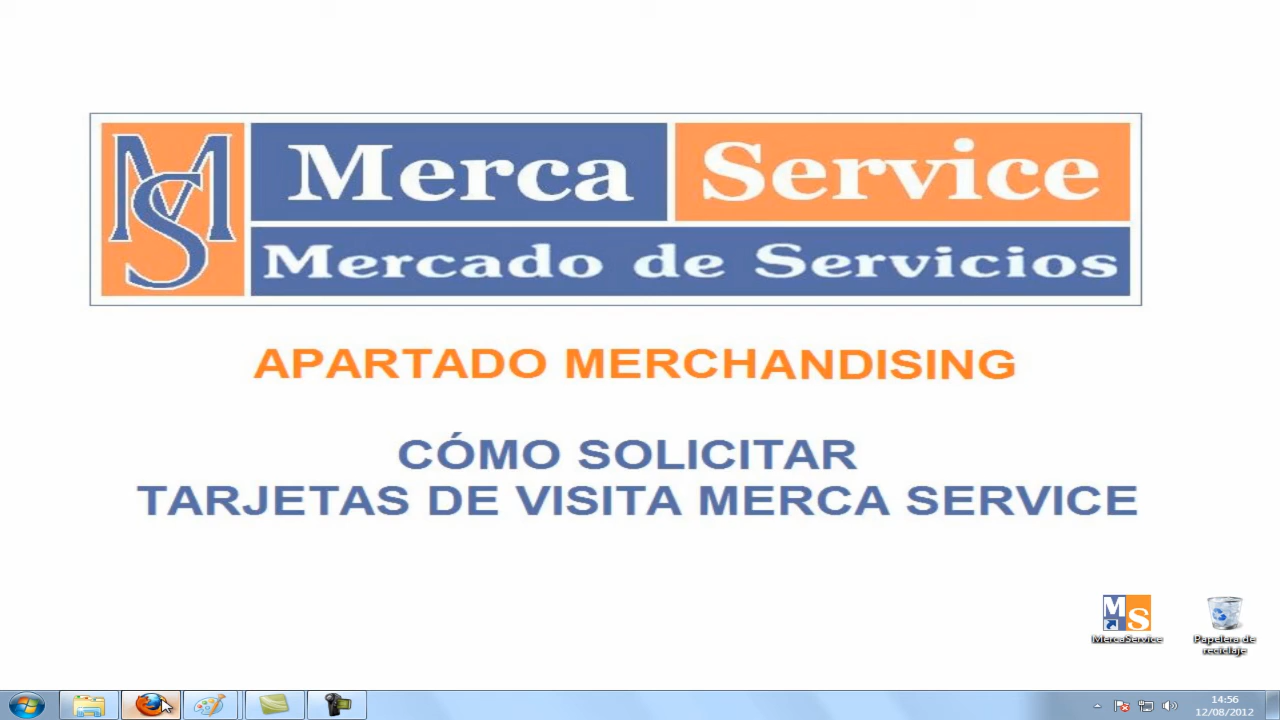 MS
Merca Service
Mercado de Servicios
APARTADO MERCHANDISING
CÓMO SOLICITAR
TARJETAS DE VISITA MERCA SERVICE
MS
MercaService
Papelera de
reciclaje
14:56
12/08/2012